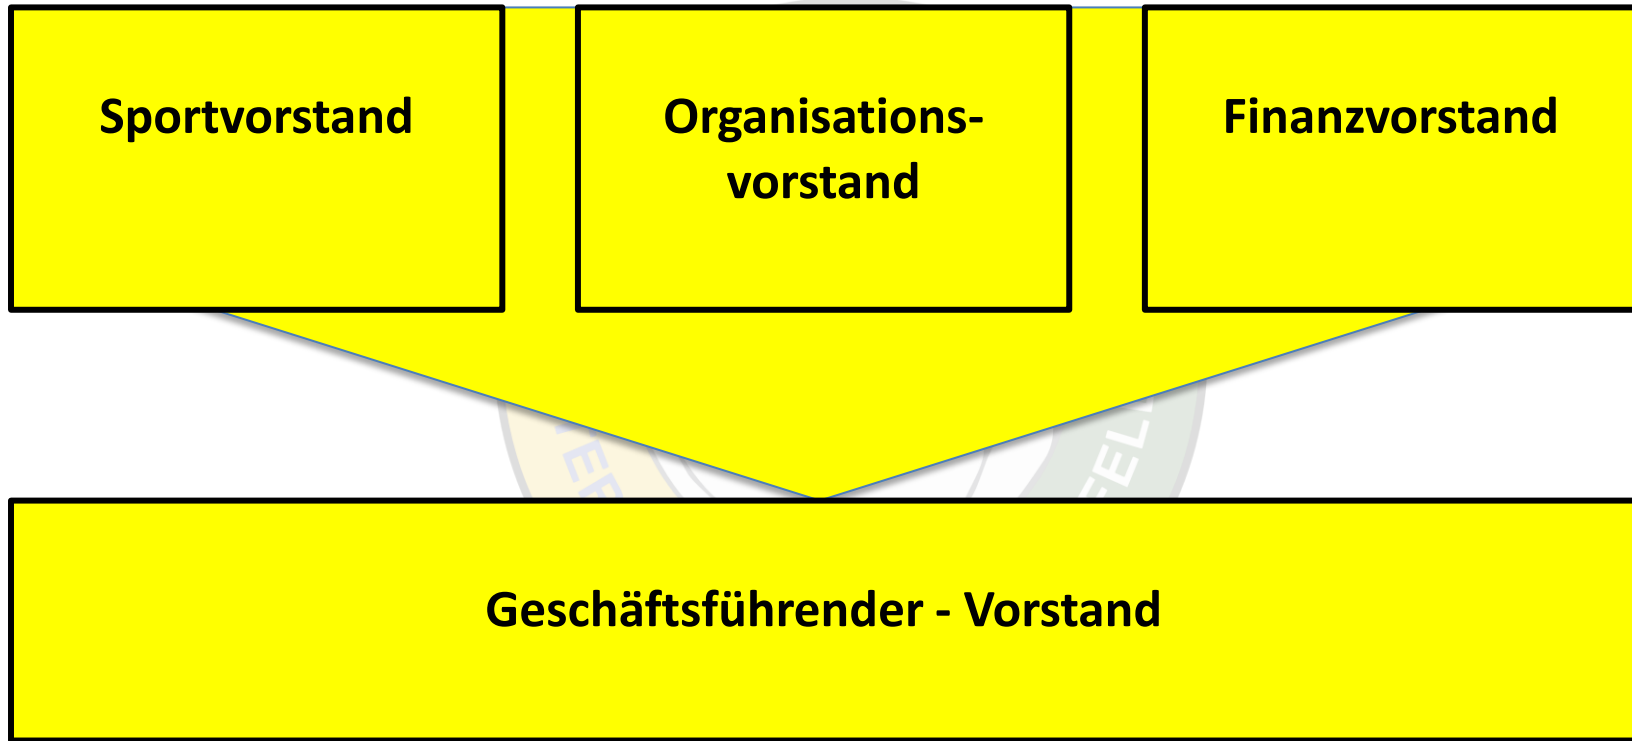 Sportvorstand
Organisations-
vorstand
Finanzvorstand
Geschäftsführender - Vorstand